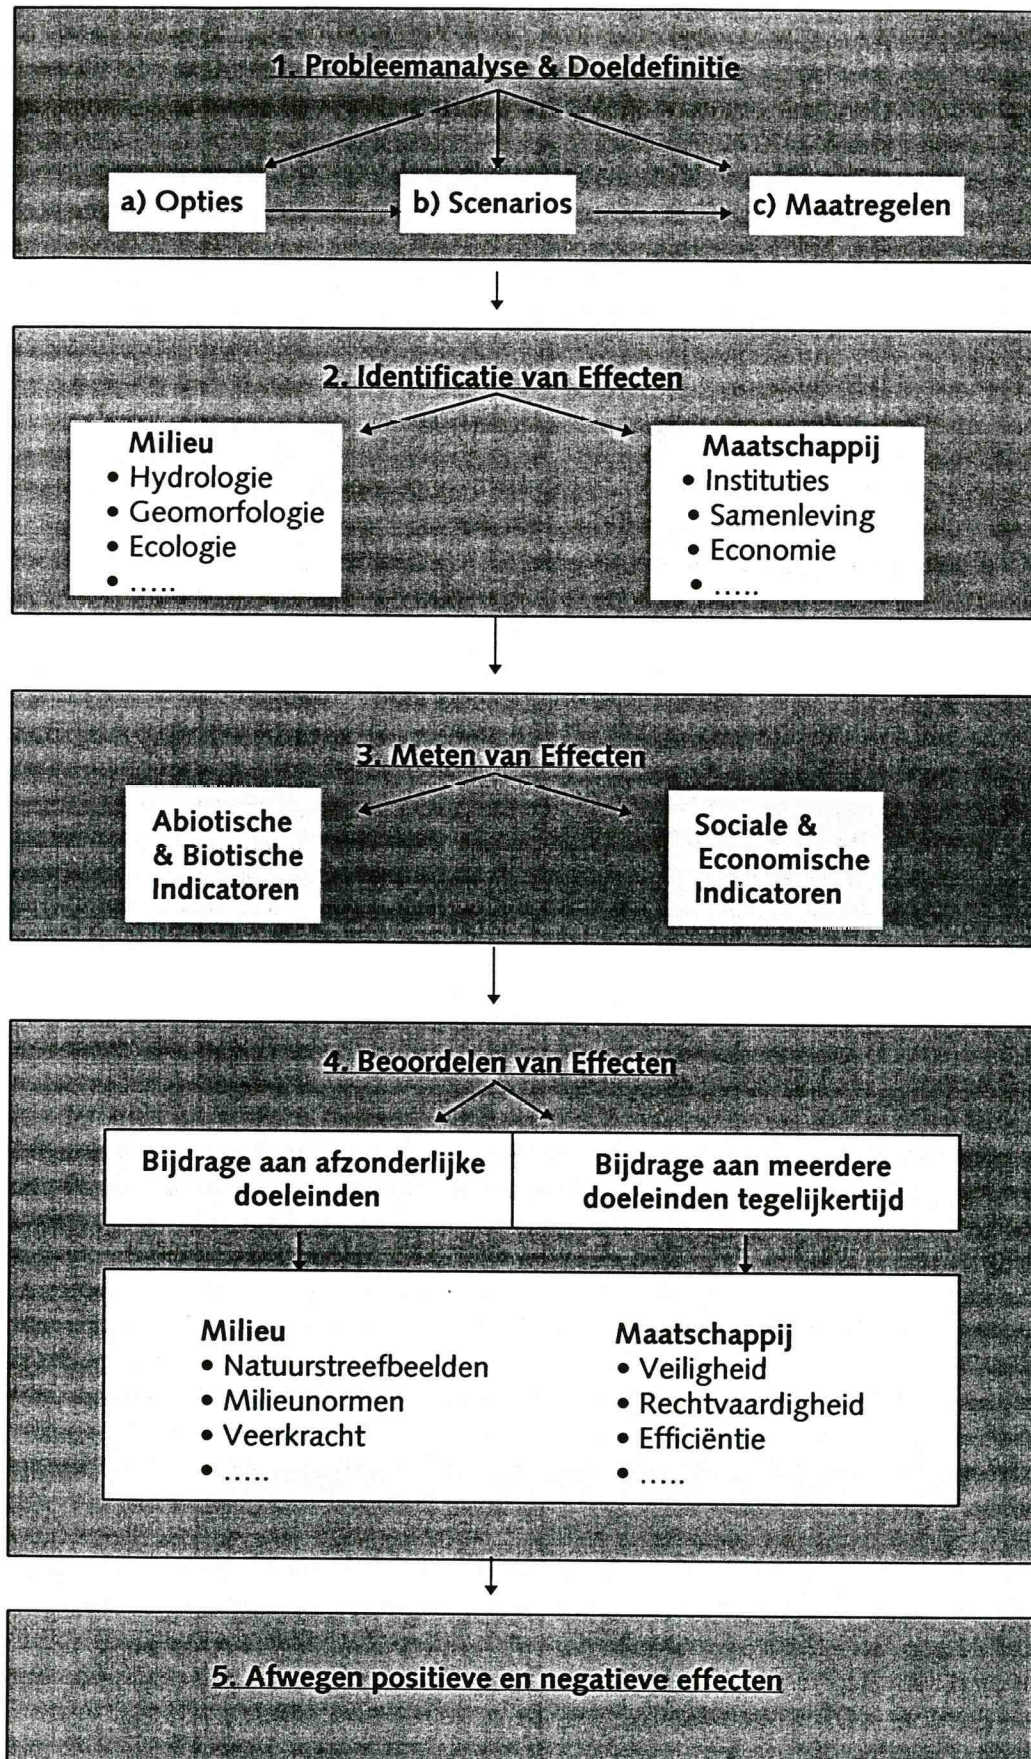 1. Probleemanalyse & Doeldefinitie
a) Opties
b) Scenarios
c) Maatregelen
2. Identificatie van Effecten
Milieu
• Hydrologie
• Geomorfologie
• Ecologie
• .....
Maatschappij
• Instituties
• Samenleving
• Economie
• .....
3. Meten van Effecten
Abiotische
& Biotische
Indicatoren
Sociale &
Economische
Indicatoren
4. Beoordelen van Effecten
Bijdrage aan afzonderlijke
doeleinden
Bijdrage aan meerdere
doeleinden tegelijkertijd
Milieu
• Natuurstreefbeelden
• Milieunormen
• Veerkracht
• .....
Maatschappij
• Veiligheid
• Rechtvaardigheid
• Efficiëntie
• .....
5. Afwegen positieve en negatieve effecten